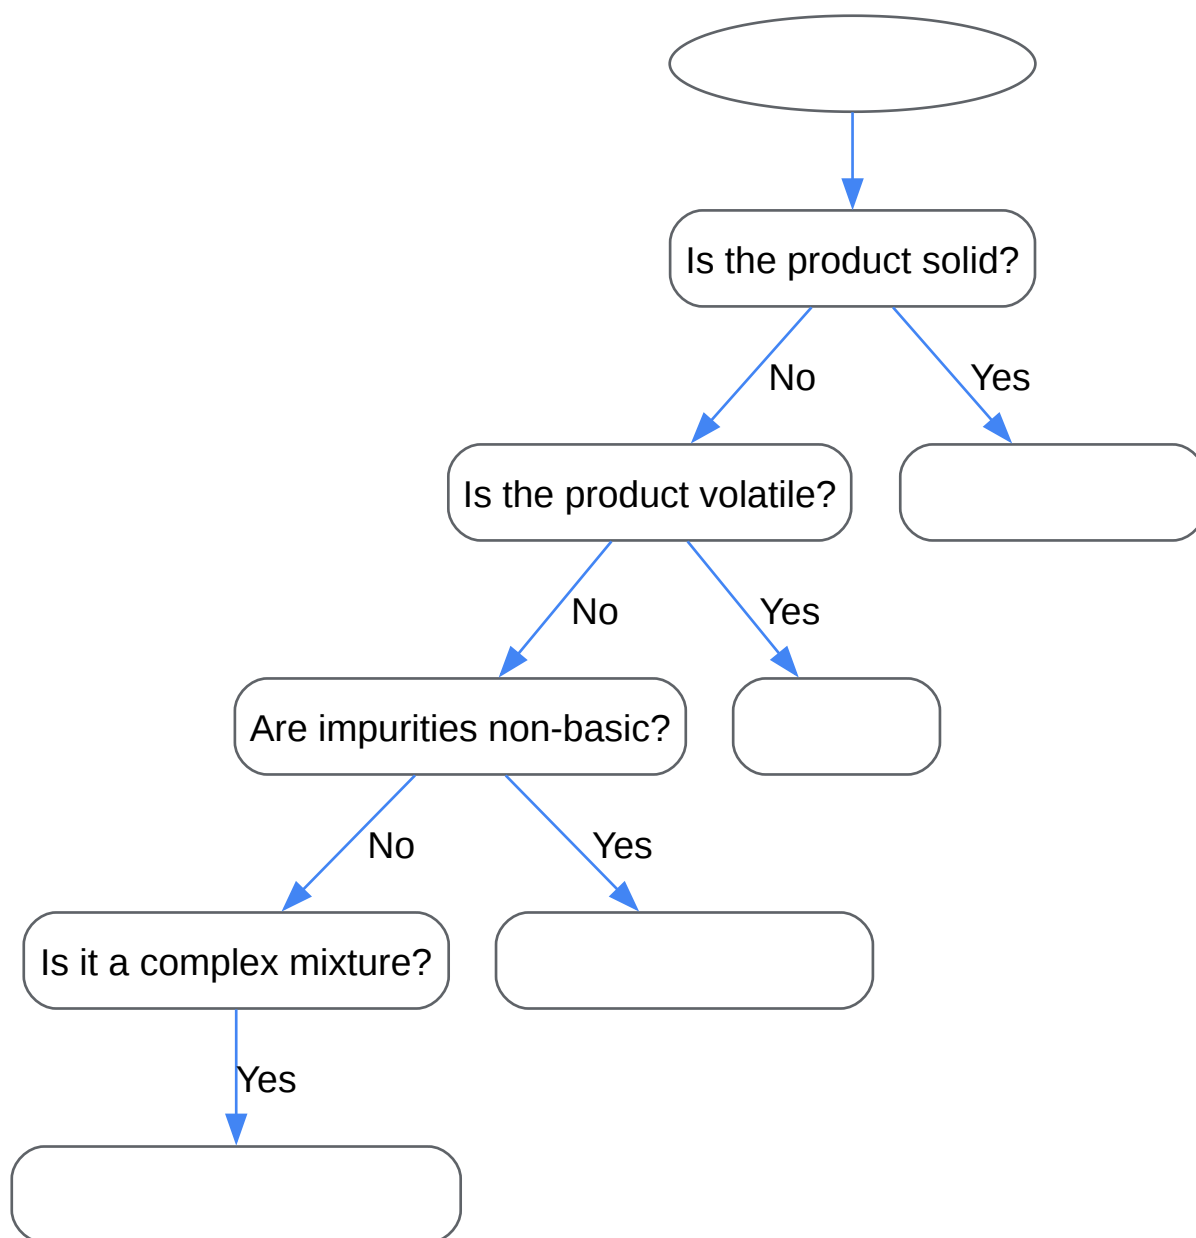 Is the product solid?
No
Yes
Is the product volatile?
No
Yes
Are impurities non-basic?
No
Yes
Is it a complex mixture?
Yes